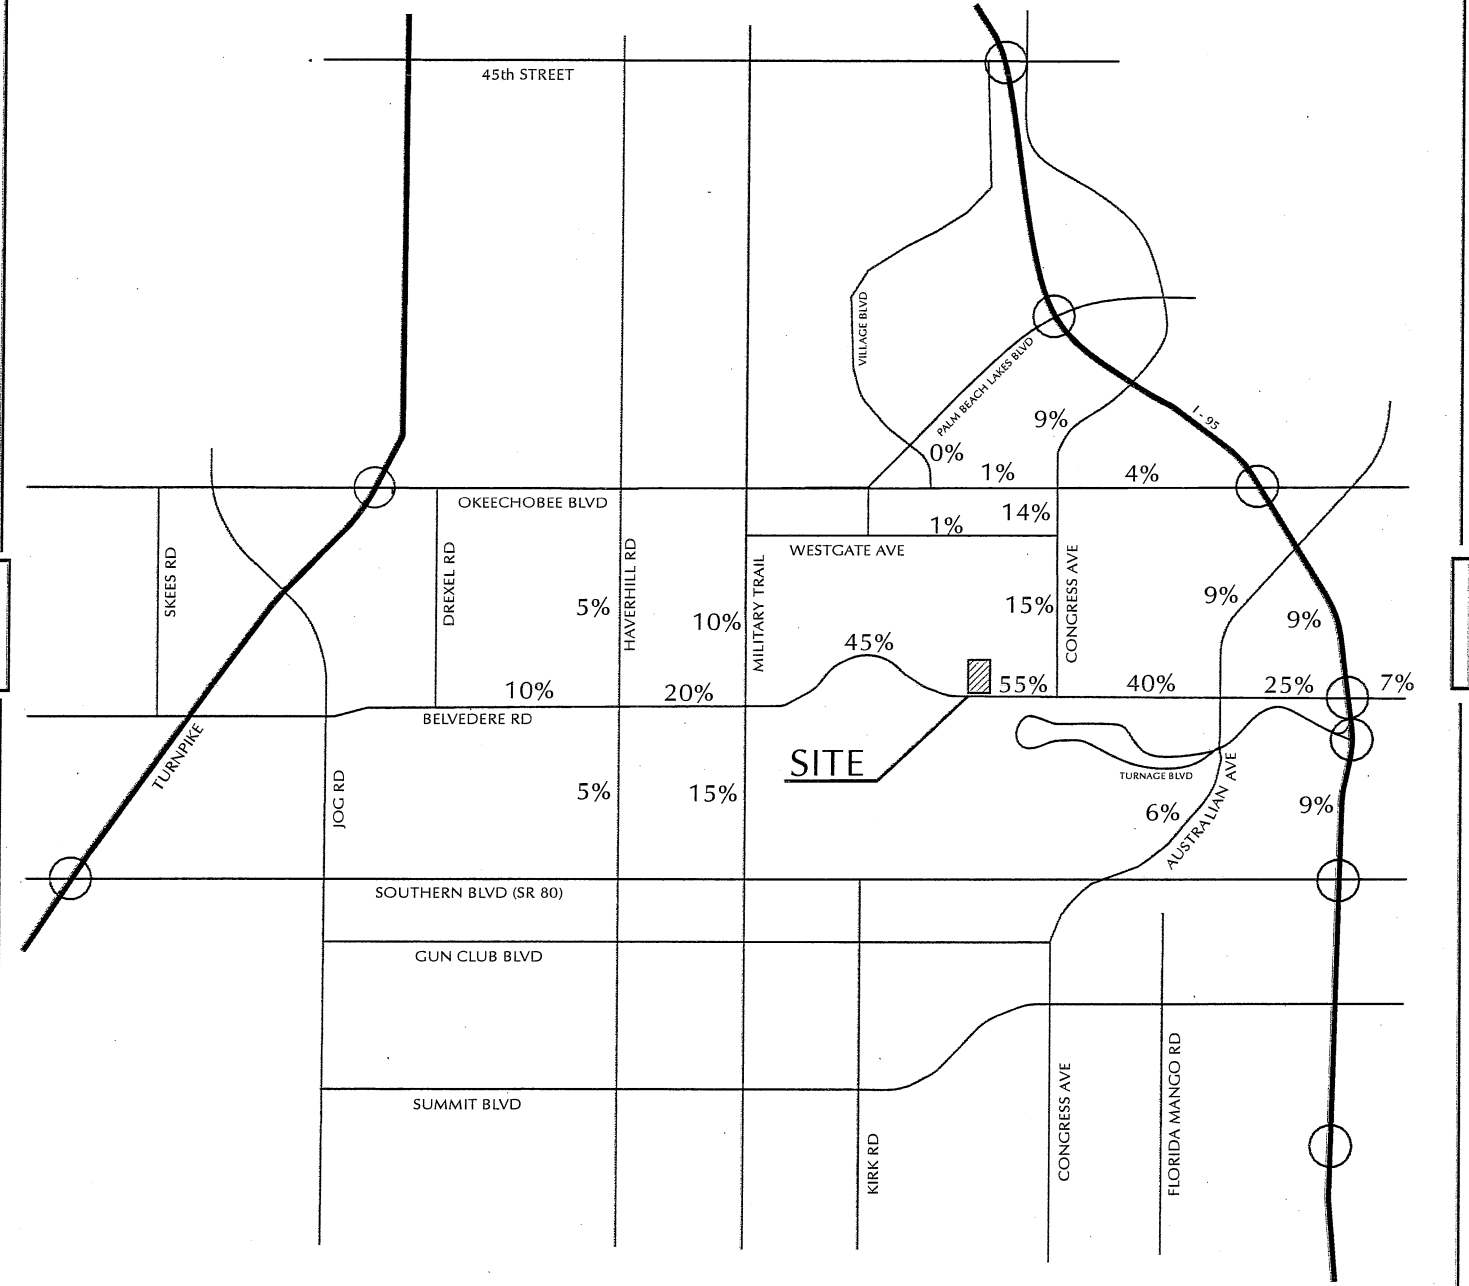 45th STREET
VILLAGE BLVD
PALM BEACH LAKES BLVD
I - 95
9%
0%
1%
4%
OKEECHOBEE BLVD
14%
1%
WESTGATE AVE
SKEES RD
DREXEL RD
HAVERHILL RD
MILITARY TRAIL
CONGRESS AVE
5%
10%
15%
9%
9%
45%
10%
20%
55%
40%
25%
7%
BELVEDERE RD
TURNPIKE
SITE
TURNAGE BLVD
JOG RD
5%
15%
6%
AUSTRALIAN AVE
9%
SOUTHERN BLVD (SR 80)
GUN CLUB BLVD
SUMMIT BLVD
KIRK RD
CONGRESS AVE
FLORIDA MANGO RD